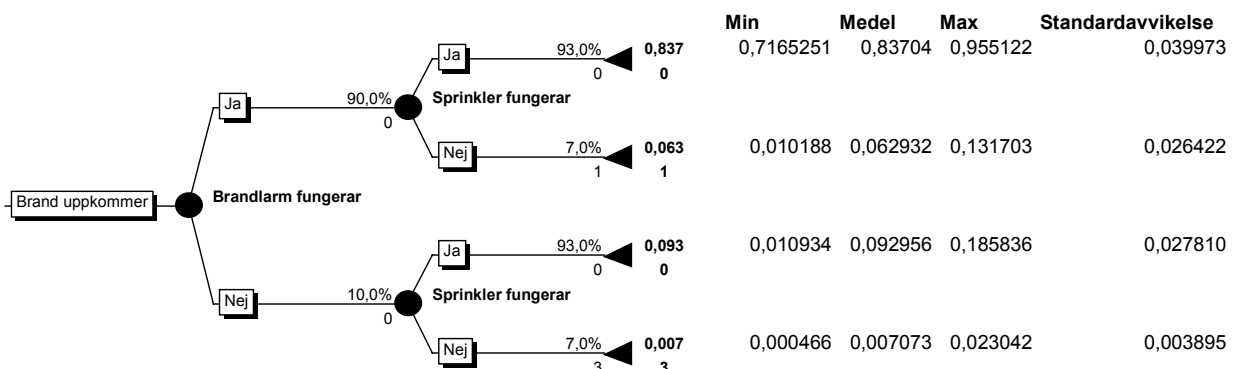 Min Medel Max Standardavvikelse
Ja 93,0% 0,837 0,7165251 0,83704 0,955122 0,039973
0 0
Ja 90,0% Sprinkler fungerar
0
Nej 7,0% 0,063 0,010188 0,062932 0,131703 0,026422
1 1
Brand uppkommer Brandlarm fungerar
Ja 93,0% 0,093 0,010934 0,092956 0,185836 0,027810
0 0
Nej 10,0% Sprinkler fungerar
0
Nej 7,0% 0,007 0,000466 0,007073 0,023042 0,003895
3 3